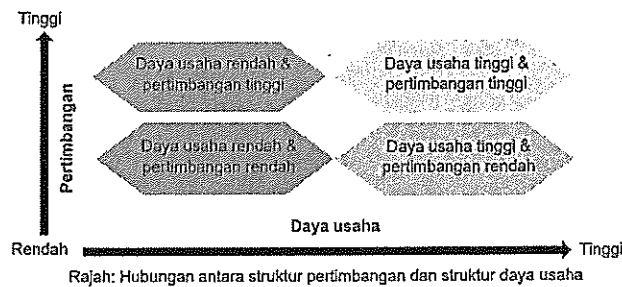 Tinggi
Pertimbangan
Daya usaha rendah &
pertimbangan tinggi
Daya usaha tinggi &
pertimbangan tinggi
Daya usaha rendah &
pertimbangan rendah
Daya usaha tinggi &
pertimbangan rendah
Daya usaha
Rendah
Tinggi
Rajah: Hubungan antara struktur pertimbangan dan struktur daya usaha